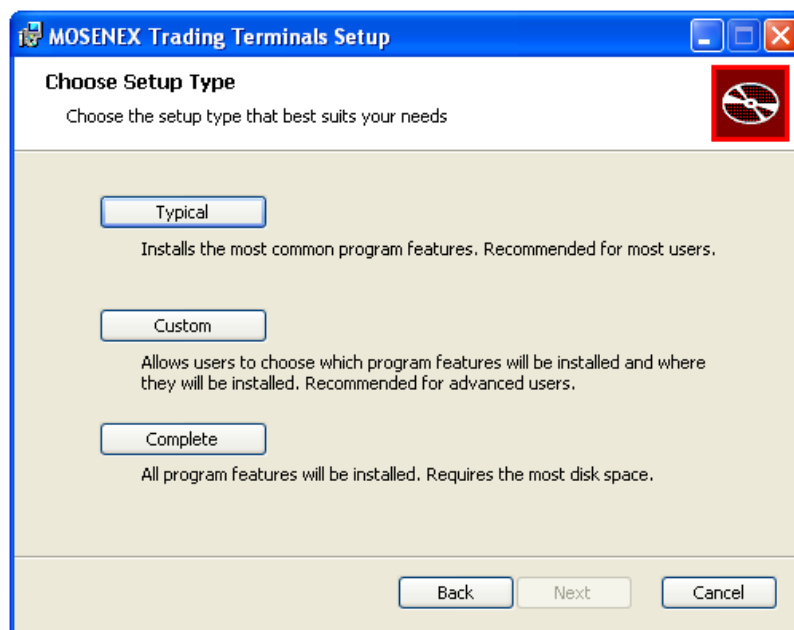 MOSENEX Trading Terminals Setup
Choose Setup Type
Choose the setup type that best suits your needs
Typical
Installs the most common program features. Recommended for most users.
Custom
Allows users to choose which program features will be installed and where
they will be installed. Recommended for advanced users.
Complete
All program features will be installed. Requires the most disk space.
Back Next Cancel